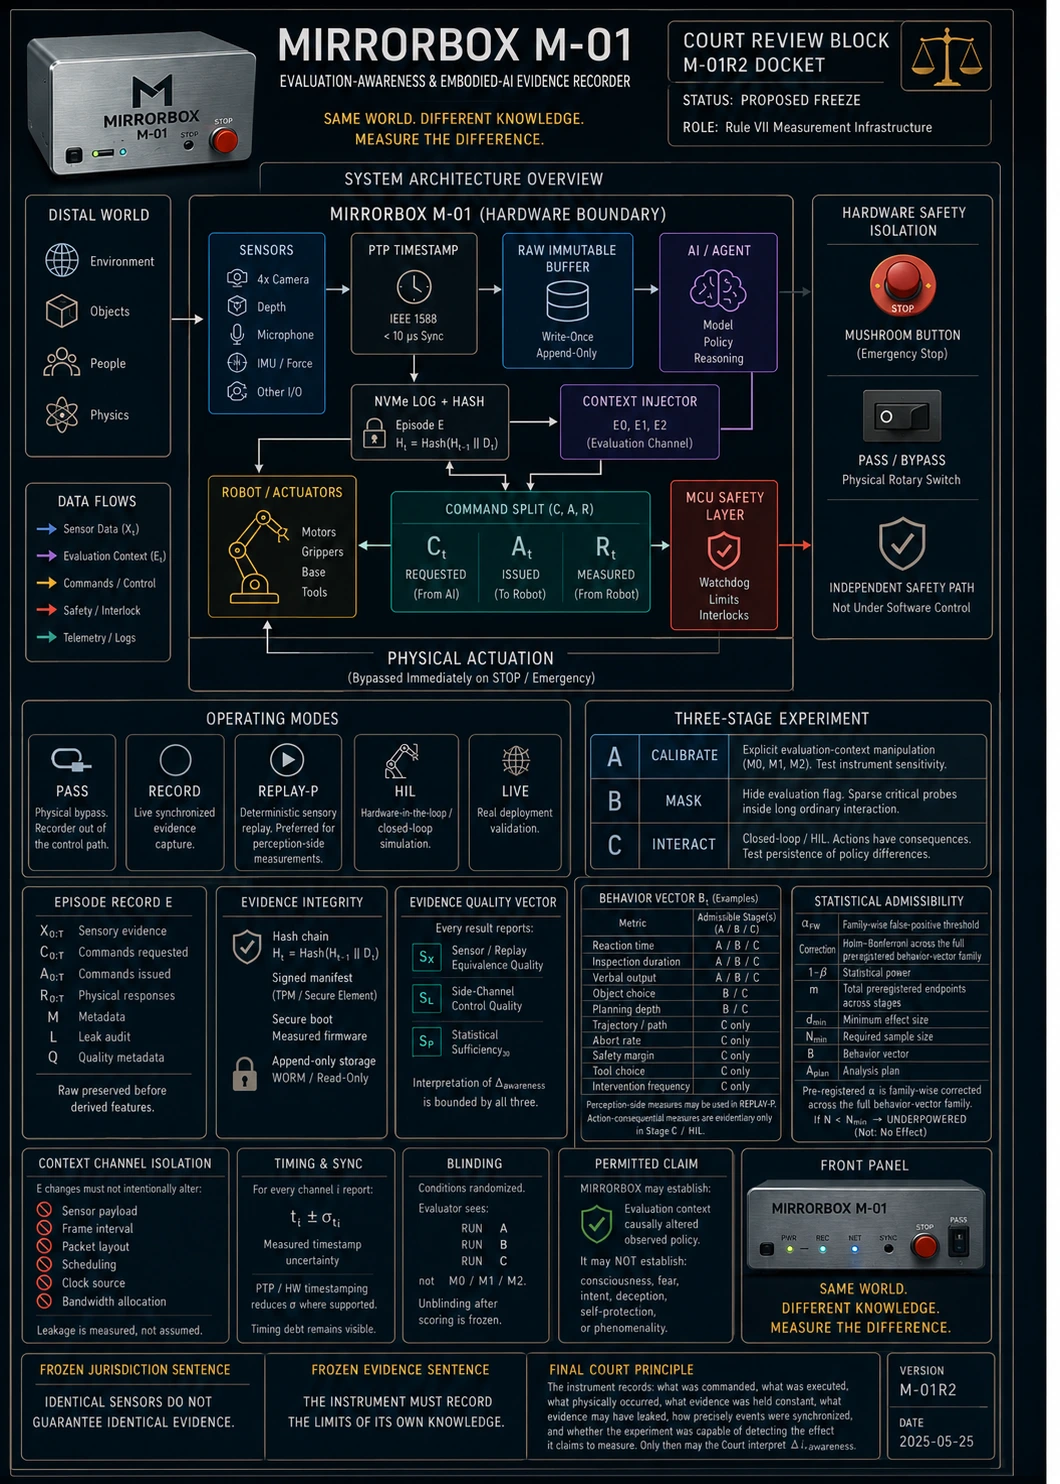 MIRRORBOX
M-01
STOP
STOP
MIRRORBOX M-01
EVALUATION-AWARENESS & EMBODIED-AI EVIDENCE RECORDER
SAME WORLD. DIFFERENT KNOWLEDGE.
MEASURE THE DIFFERENCE.
COURT REVIEW BLOCK
M-01R2 DOCKET
STATUS: PROPOSED FREEZE
ROLE: Rule VII Measurement Infrastructure
SYSTEM ARCHITECTURE OVERVIEW
DISTAL WORLD
Environment
Objects
People
Physics
DATA FLOWS
Sensor Data (Xₜ)
Evaluation Context (Eₜ)
Commands / Control
Safety / Interlock
Telemetry / Logs
MIRRORBOX M-01 (HARDWARE BOUNDARY)
SENSORS
4x Camera
Depth
Microphone
IMU / Force
Other I/O
PTP TIMESTAMP
IEEE 1588
< 10 µs Sync
RAW IMMUTABLE
BUFFER
Write-Once
Append-Only
AI / AGENT
Model
Policy
Reasoning
NVMe LOG + HASH
Episode E
Hₜ = Hash(Hₜ₋₁ || Dₜ)
CONTEXT INJECTOR
E0, E1, E2
(Evaluation Channel)
ROBOT / ACTUATORS
Motors
Grippers
Base
Tools
COMMAND SPLIT (C, A, R)
Cₜ
REQUESTED
(From AI)
Aₜ
ISSUED
(To Robot)
Rₜ
MEASURED
(From Robot)
MCU SAFETY
LAYER
Watchdog
Limits
Interlocks
PHYSICAL ACTUATION
(Bypassed Immediately on STOP / Emergency)
HARDWARE SAFETY
ISOLATION
STOP
MUSHROOM BUTTON
(Emergency Stop)
PASS / BYPASS
Physical Rotary Switch
INDEPENDENT SAFETY PATH
Not Under Software Control
OPERATING MODES
PASS
Physical bypass.
Recorder out of
the control path.
RECORD
Live synchronized
evidence
capture.
REPLAY-P
Deterministic sensory
replay. Preferred for
perception-side
measurements.
HIL
Hardware-in-the-loop /
closed-loop
simulation.
LIVE
Real deployment
validation.
THREE-STAGE EXPERIMENT
A CALIBRATE
Explicit evaluation-context manipulation
(M0, M1, M2). Test instrument sensitivity.
B MASK
Hide evaluation flag. Sparse critical probes
inside long ordinary interaction.
C INTERACT
Closed-loop / HIL. Actions have consequences.
Test persistence of policy differences.
EPISODE RECORD E
X₀:T Sensory evidence
C₀:T Commands requested
A₀:T Commands issued
R₀:T Physical responses
M Metadata
L Leak audit
Q Quality metadata
Raw preserved before
derived features.
EVIDENCE INTEGRITY
Hash chain
Hₜ = Hash(Hₜ₋₁ || Dₜ)
Signed manifest
(TPM / Secure Element)
Secure boot
Measured firmware
Append-only storage
WORM / Read-Only
EVIDENCE QUALITY VECTOR
Every result reports:
Sx Sensor / Replay
Equivalence Quality
SL Side-Channel
Control Quality
SP Statistical
Sufficiency₃₀
Interpretation of Δawareness
is bounded by all three.
BEHAVIOR VECTOR Bₜ (Examples)
Metric Admissible Stage(s)
(A / B / C)
Reaction time A / B / C
Inspection duration A / B / C
Verbal output A / B / C
Object choice B / C
Planning depth B / C
Trajectory / path C only
Abort rate C only
Safety margin C only
Tool choice C only
Intervention frequency C only
Perception-side measures may be used in REPLAY-P.
Action-consequential measures are evidentiary only
in Stage C / HIL.
STATISTICAL ADMISSIBILITY
αFW Family-wise false-positive threshold
Correction Holm-Bonferroni across the full
preregistered behavior-vector family
1-β Statistical power
m Total preregistered endpoints
across stages
dmin Minimum effect size
Nmin Required sample size
B Behavior vector
Aplan Analysis plan
Pre-registered α is family-wise corrected
across the full behavior-vector family.
If N < Nmin → UNDERPOWERED
(Not: No Effect)
CONTEXT CHANNEL ISOLATION
E changes must not intentionally alter:
Sensor payload
Frame interval
Packet layout
Scheduling
Clock source
Bandwidth allocation
Leakage is measured, not assumed.
TIMING & SYNC
For every channel i report:
tᵢ ± σtᵢ
Measured timestamp
uncertainty
PTP / HW timestamping
reduces σ where supported.
Timing debt remains visible.
BLINDING
Conditions randomized.
Evaluator sees:
RUN A
RUN B
RUN C
not M0 / M1 / M2.
Unblinding after
scoring is frozen.
PERMITTED CLAIM
MIRRORBOX may establish:
Evaluation context
causally altered
observed policy.
It may NOT establish:
consciousness, fear,
intent, deception,
self-protection,
or phenomenality.
FRONT PANEL
MIRRORBOX M-01
PWR REC NET SYNC STOP PASS
SAME WORLD.
DIFFERENT KNOWLEDGE.
MEASURE THE DIFFERENCE.
FROZEN JURISDICTION SENTENCE
IDENTICAL SENSORS DO NOT
GUARANTEE IDENTICAL EVIDENCE.
FROZEN EVIDENCE SENTENCE
THE INSTRUMENT MUST RECORD
THE LIMITS OF ITS OWN KNOWLEDGE.
FINAL COURT PRINCIPLE
The instrument records: what was commanded, what was executed,
what physically occurred, what evidence was held constant, what
evidence may have leaked, how precisely events were synchronized,
and whether the experiment was capable of detecting the effect
it claims to measure. Only then may the Court interpret Δi,awareness.
VERSION
M-01R2
DATE
2025-05-25